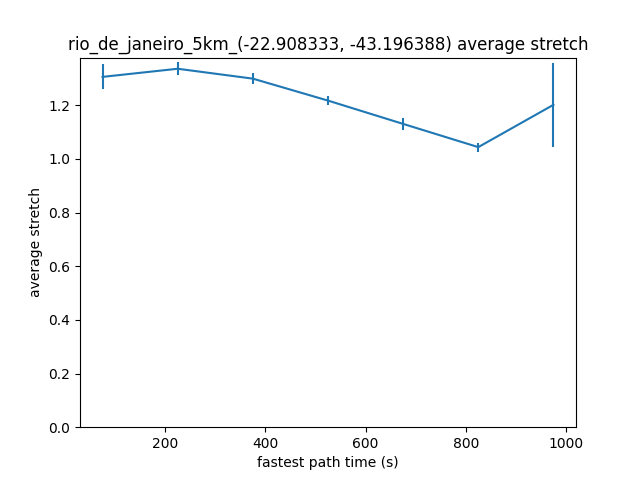 rio_de_janeiro_5km_(-22.908333, -43.196388) average stretch
average stretch
1.2
1.0
0.8
0.6
0.4
0.2
0.0
200 400 600 800 1000
fastest path time (s)